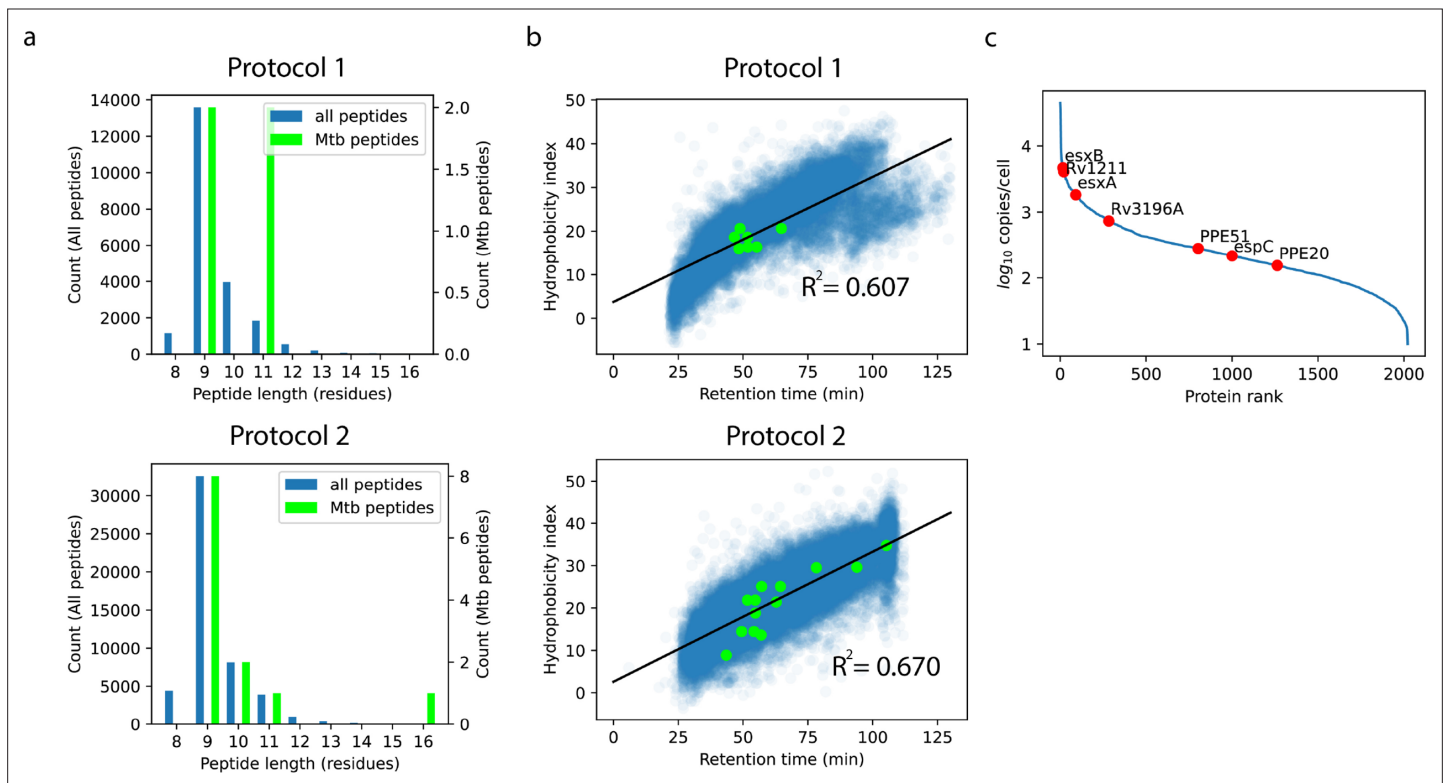 a
Protocol 1
14000
12000
10000
8000
6000
4000
2000
0
Count (All peptides)
all peptides
Mtb peptides
2.0
1.5
1.0
0.5
0.0
Count (Mtb peptides)
8 9 10 11 12 13 14 15 16
Peptide length (residues)
Protocol 2
30000
25000
20000
15000
10000
5000
0
Count (All peptides)
all peptides
Mtb peptides
8
6
4
2
0
Count (Mtb peptides)
8 9 10 11 12 13 14 15 16
Peptide length (residues)
b
Protocol 1
50
40
30
20
10
0
Hydrophobicity index
R²= 0.607
0 25 50 75 100 125
Retention time (min)
Protocol 2
50
40
30
20
10
0
Hydrophobicity index
R²= 0.670
0 25 50 75 100 125
Retention time (min)
c
4
3
2
1
log₁₀ copies/cell
esxB
Rv1211
esxA
Rv3196A
PPE51
espC
PPE20
0 500 1000 1500 2000
Protein rank